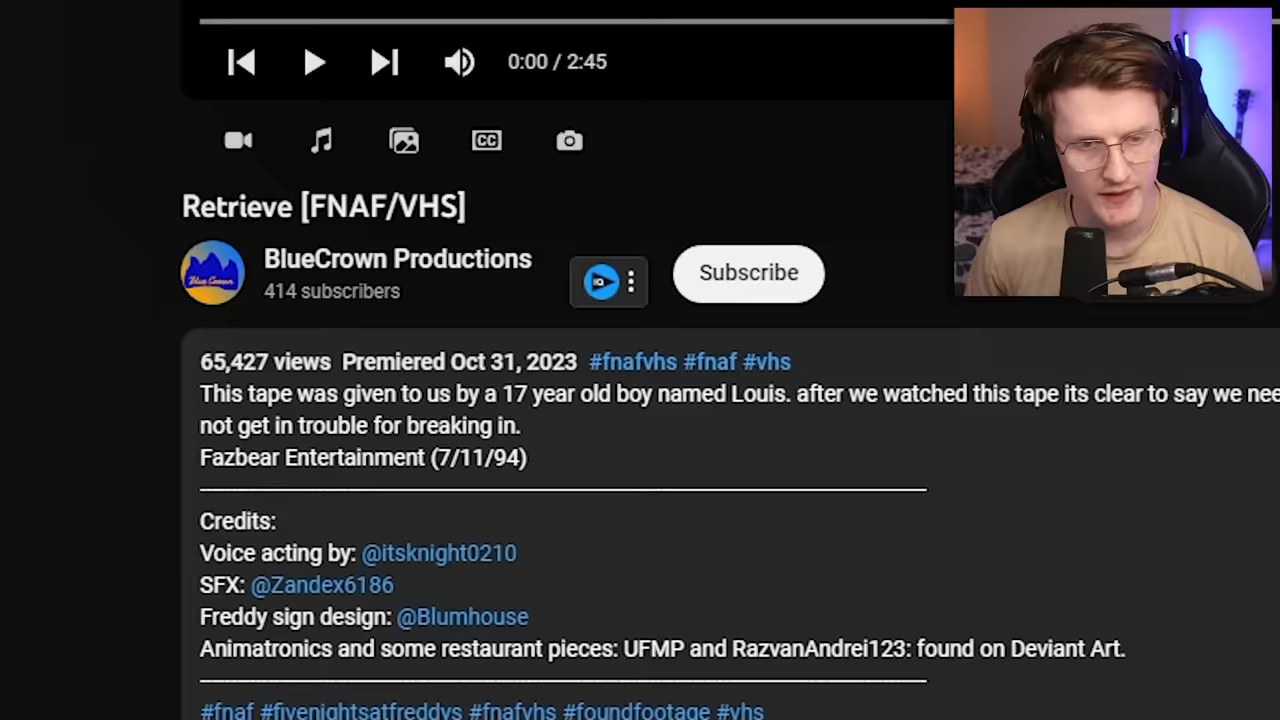 0:00 / 2:45
CC
Retrieve [FNAF/VHS]
Blue Crown
BlueCrown Productions
414 subscribers
Subscribe
65,427 views Premiered Oct 31, 2023 #fnafvhs #fnaf #vhs
This tape was given to us by a 17 year old boy named Louis. after we watched this tape its clear to say we
not get in trouble for breaking in.
Fazbear Entertainment (7/11/94)
Credits:
Voice acting by: @itsknight0210
SFX: @Zandex6186
Freddy sign design: @Blumhouse
Animatronics and some restaurant pieces: UFMP and RazvanAndrei123: found on Deviant Art.
#fnaf #fivenightsatfreddys #fnafvhs #foundfootage #vhs